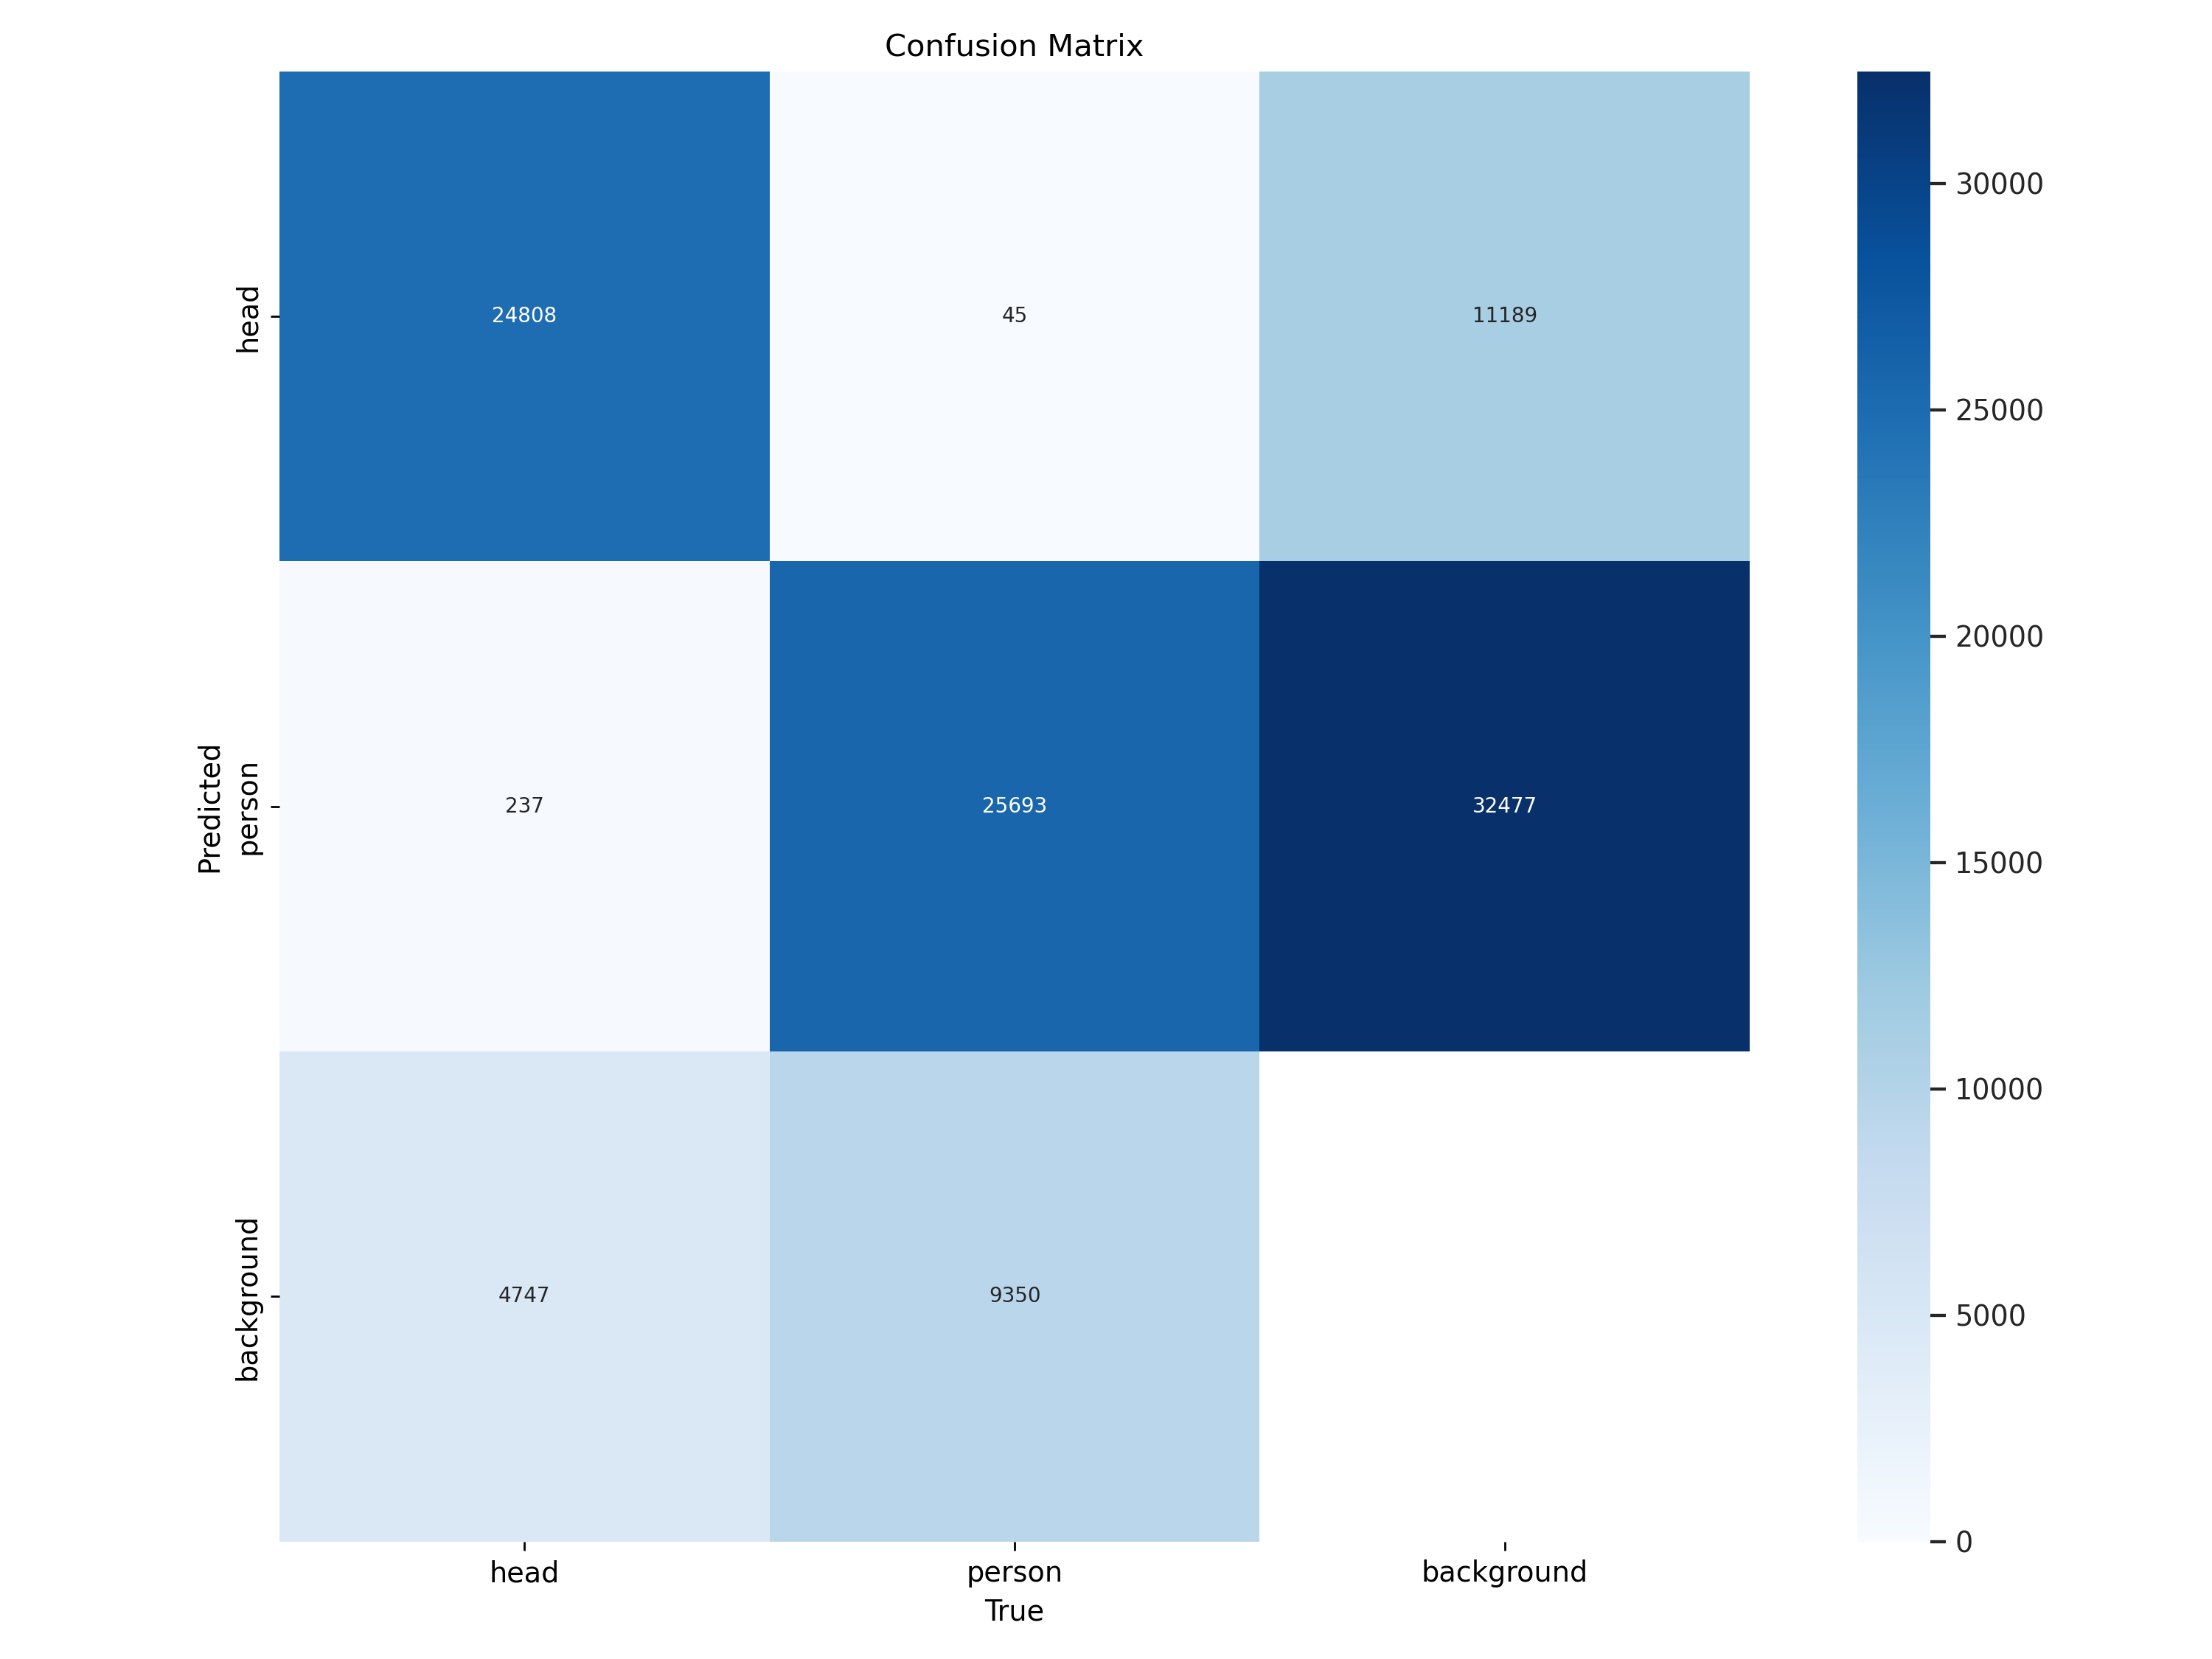 Confusion Matrix
head
24808
45
11189
Predicted
person
237
25693
32477
background
4747
9350
head
person
background
True
30000
25000
20000
15000
10000
5000
0